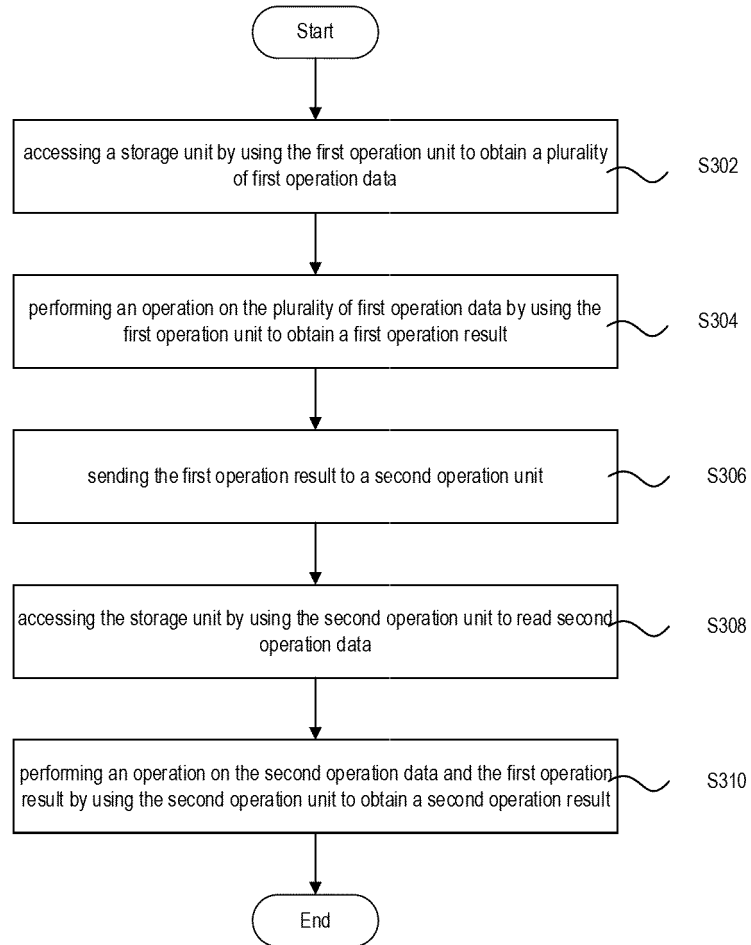 Start
accessing a storage unit by using the first operation unit to obtain a plurality
of first operation data
S302
performing an operation on the plurality of first operation data by using the
first operation unit to obtain a first operation result
S304
sending the first operation result to a second operation unit
S306
accessing the storage unit by using the second operation unit to read second
operation data
S308
performing an operation on the second operation data and the first operation
result by using the second operation unit to obtain a second operation result
S310
End